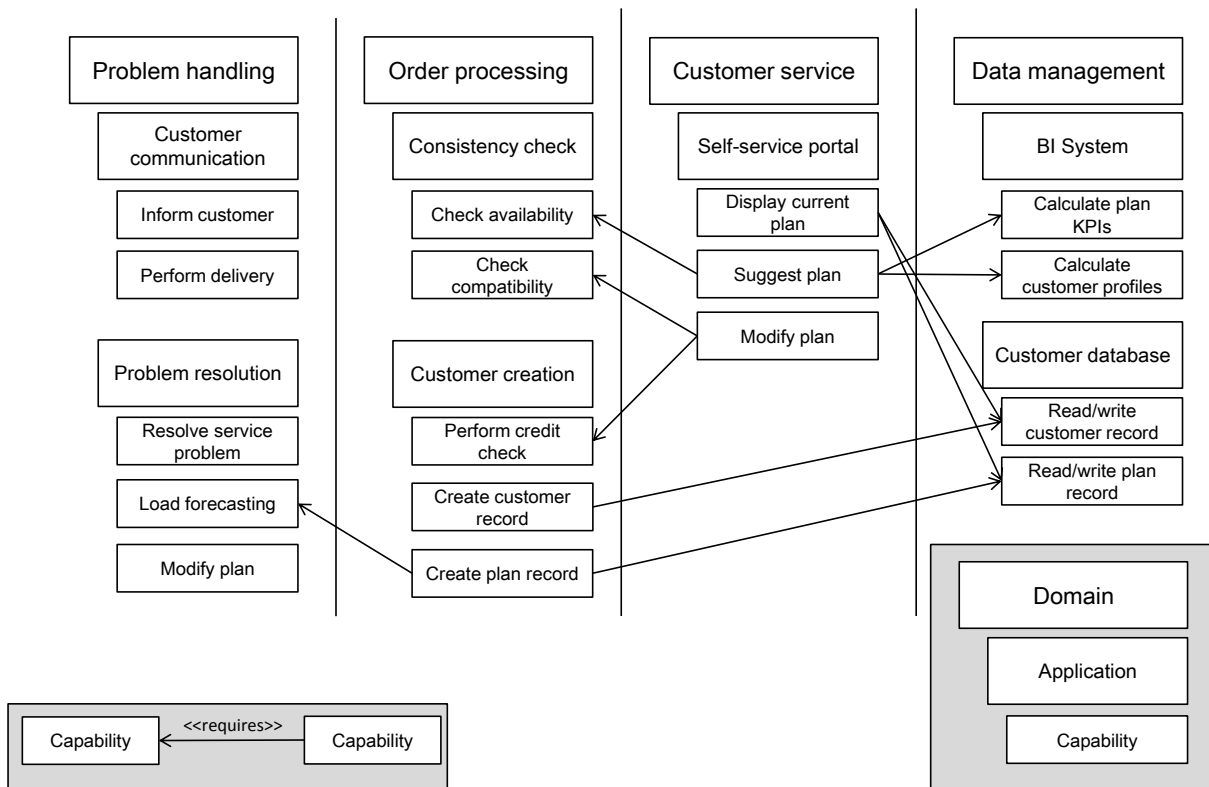 Problem handling
Customer
communication
Inform customer
Perform delivery
Problem resolution
Resolve service
problem
Load forecasting
Modify plan
Order processing
Consistency check
Check availability
Check
compatibility
Customer creation
Perform credit
check
Create customer
record
Create plan record
Customer service
Self-service portal
Display current
plan
Suggest plan
Modify plan
Data management
BI System
Calculate plan
KPIs
Calculate
customer profiles
Customer database
Read/write
customer record
Read/write plan
record
Domain
Application
Capability
Capability
<<requires>>
Capability